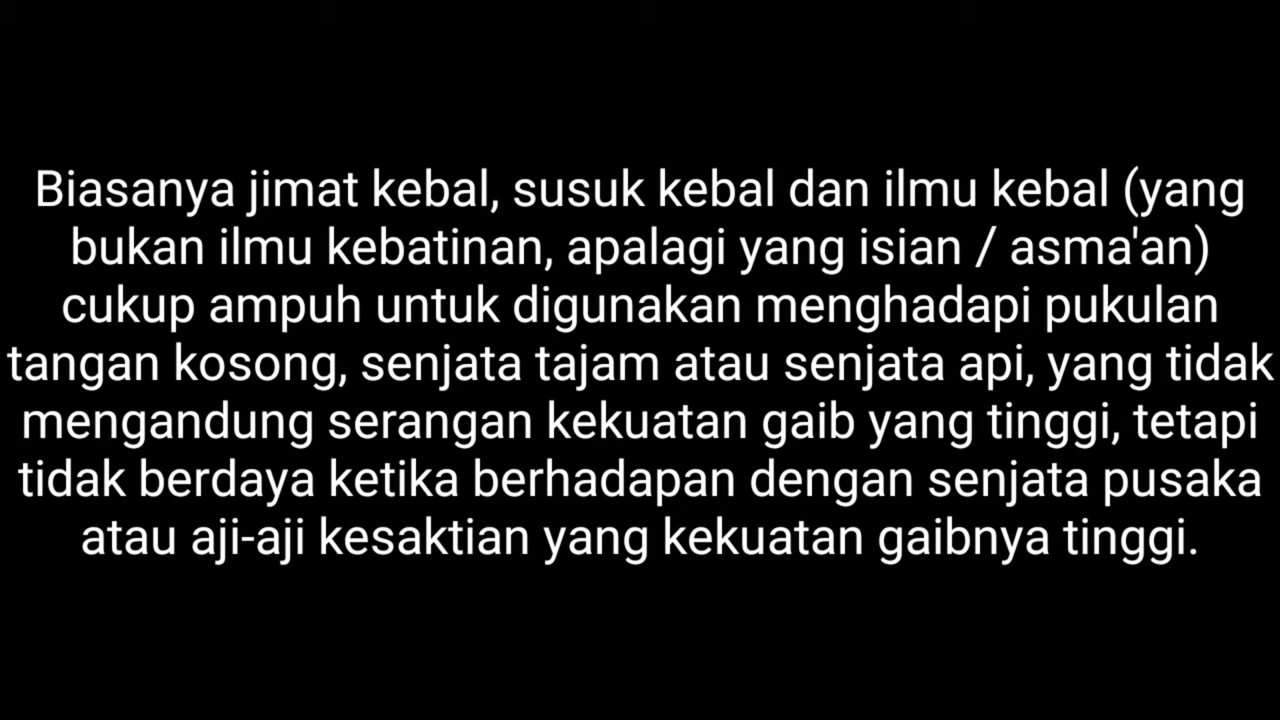 Biasanya jimat kebal, susuk kebal dan ilmu kebal (yang
bukan ilmu kebatinan, apalagi yang isian / asma'an)
cukup ampuh untuk digunakan menghadapi pukulan
tangan kosong, senjata tajam atau senjata api, yang tidak
mengandung serangan kekuatan gaib yang tinggi, tetapi
tidak berdaya ketika berhadapan dengan senjata pusaka
atau aji-aji kesaktian yang kekuatan gaibnya tinggi.